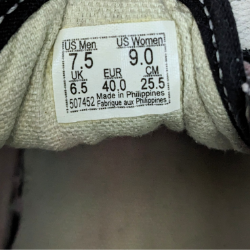 US Men US Women
7.5 9.0
UK EUR CM
6.5 40.0 25.5
507452 Made in Philippines
Fabrique aux Philippines